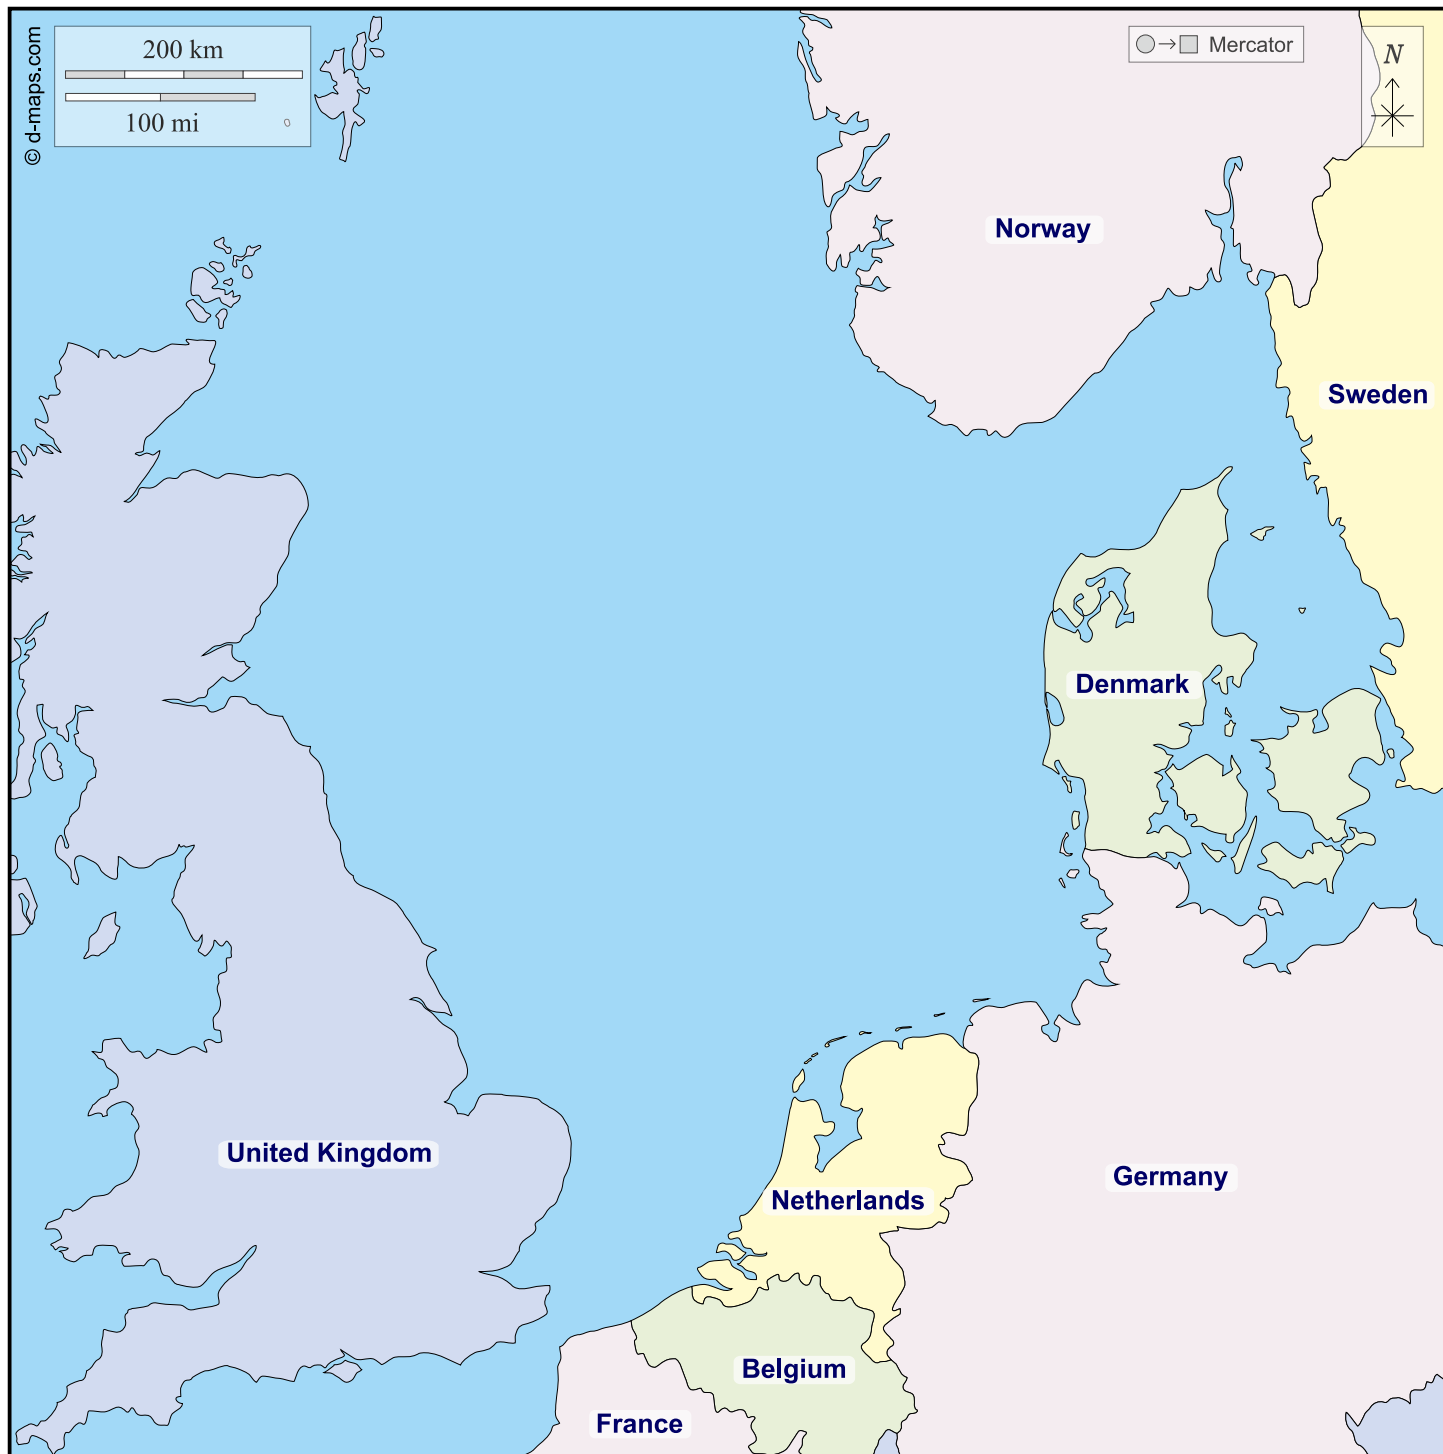 © d-maps.com
200 km
100 mi
Mercator
N
Norway
Sweden
Denmark
United Kingdom
Germany
Netherlands
Belgium
France